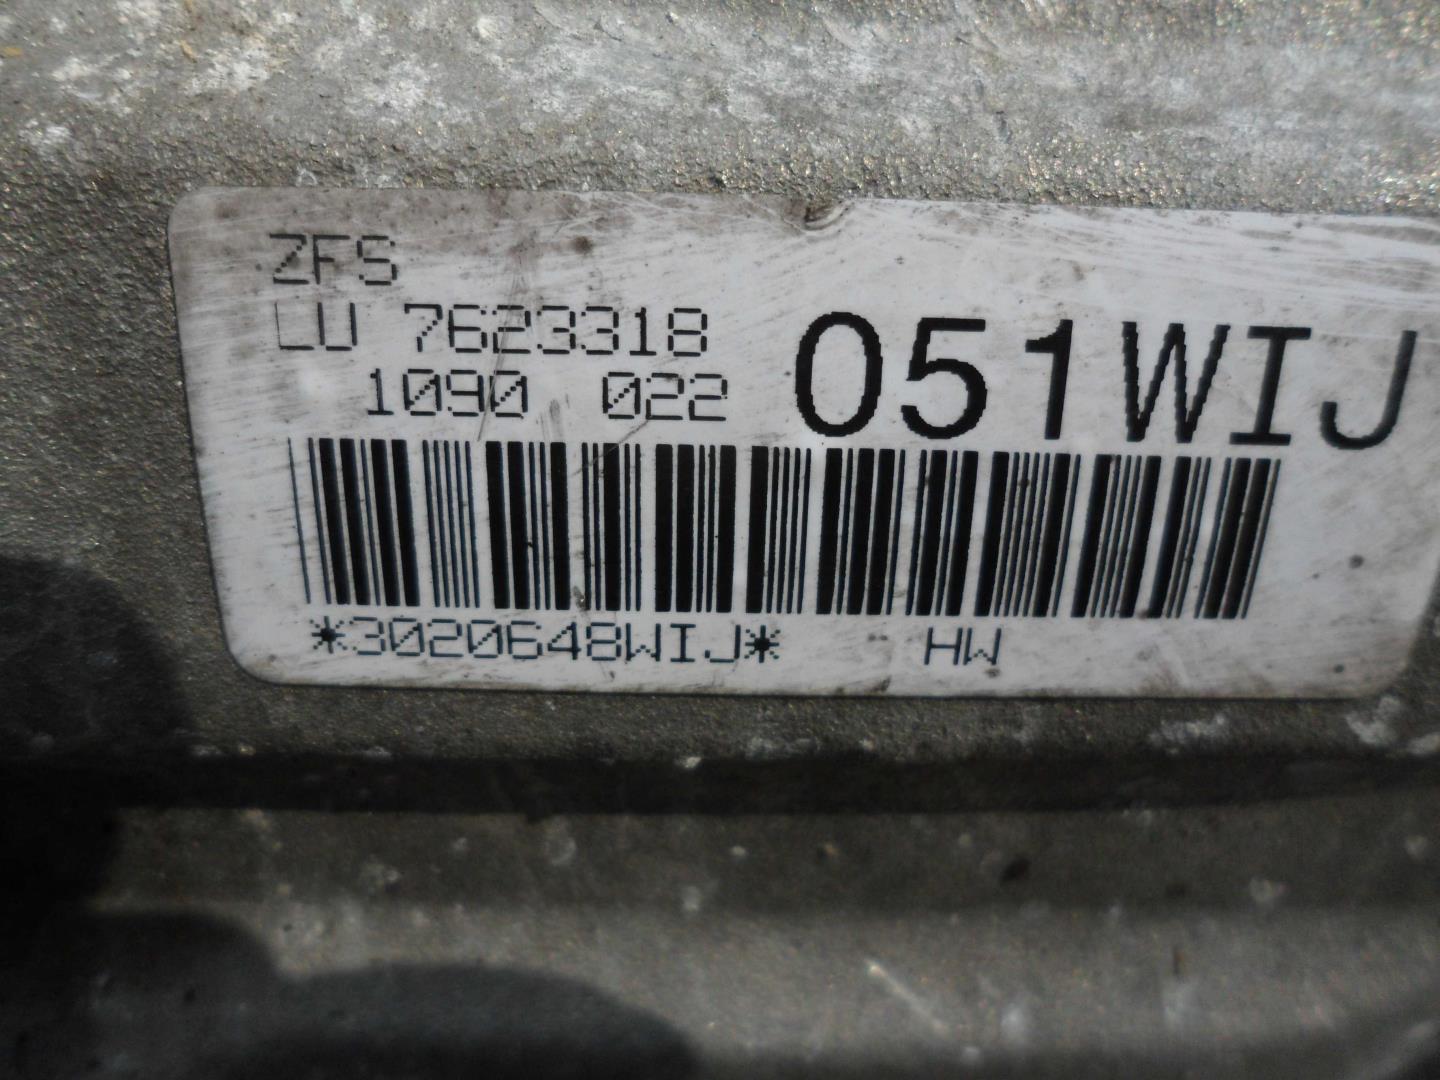 ZFS
LU 7623318
1090 022 051WIJ
*3020648WIJ* HW